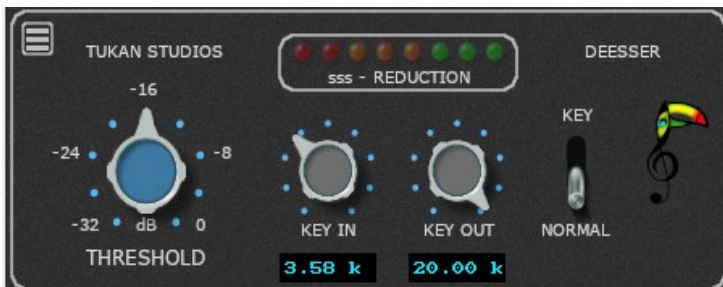 TUKAN STUDIOS
DEESSER
sss - REDUCTION
-16
-24
-8
-32
dB
0
THRESHOLD
KEY IN
3.58 k
KEY OUT
20.00 k
KEY
NORMAL